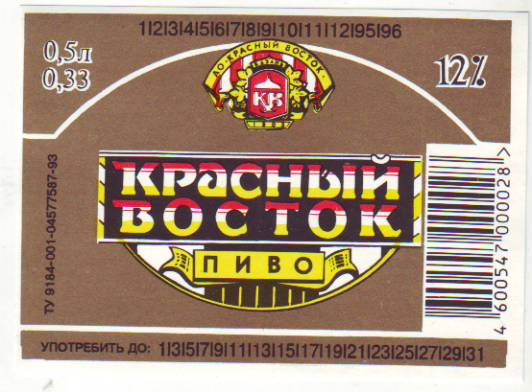 1|2|3|4|5|6|7|8|9|10|11|12|95|96
АО·КРАСНЫЙ ВОСТОК·
0,5л
0,33
КК
12%
КРАСНЫЙ
ВОСТОК
ПИВО
ТУ 9184-001-04577587-93
4 600547 000028 >
УПОТРЕБИТЬ ДО: 1|3|5|7|9|11|13|15|17|19|21|23|25|27|29|31